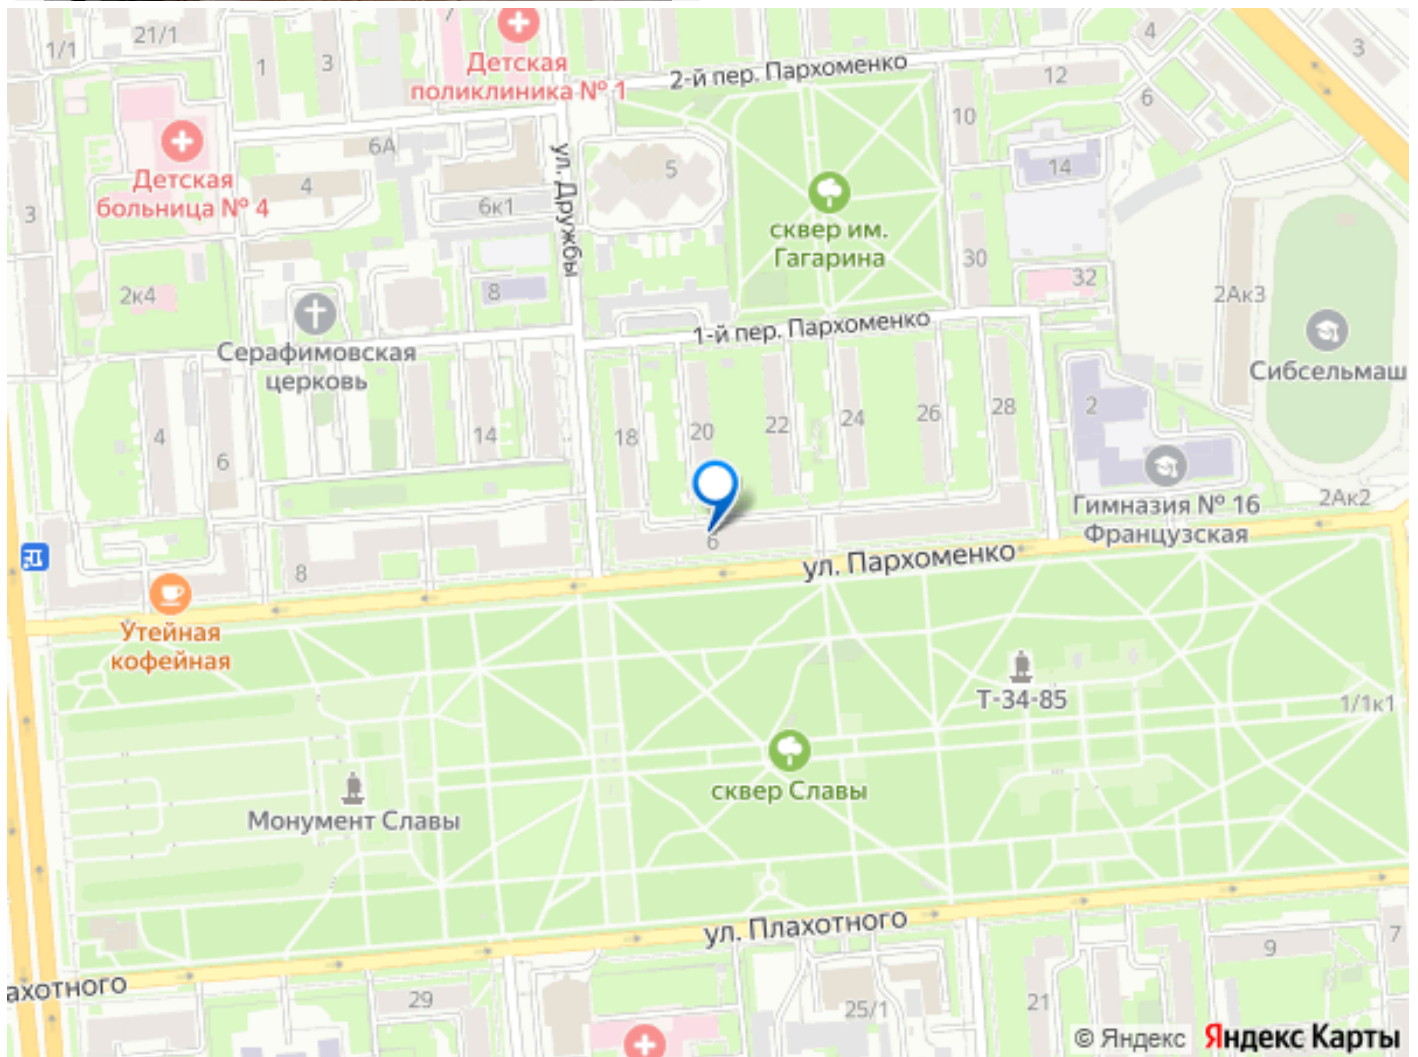 1/1
21/1
1
3
7
4
3
Детская
поликлиника № 1
2-й пер. Пархоменко
12
6
10
14
Детская
больница № 4
6А
4
6к1
ул. Дружбы
5
3
сквер им.
Гагарина
30
32
2Ак3
2к4
8
Серафимовская
церковь
1-й пер. Пархоменко
Сибсельмаш
4
6
14
18
20
22
24
26
28
2
Гимназия № 16
Французская
2Ак2
8
6
ул. Пархоменко
Утейная
кофейная
Т-34-85
1/1к1
сквер Славы
Монумент Славы
ул. Плахотного
ахотного
29
25/1
21
9
7
© Яндекс Яндекс Карты